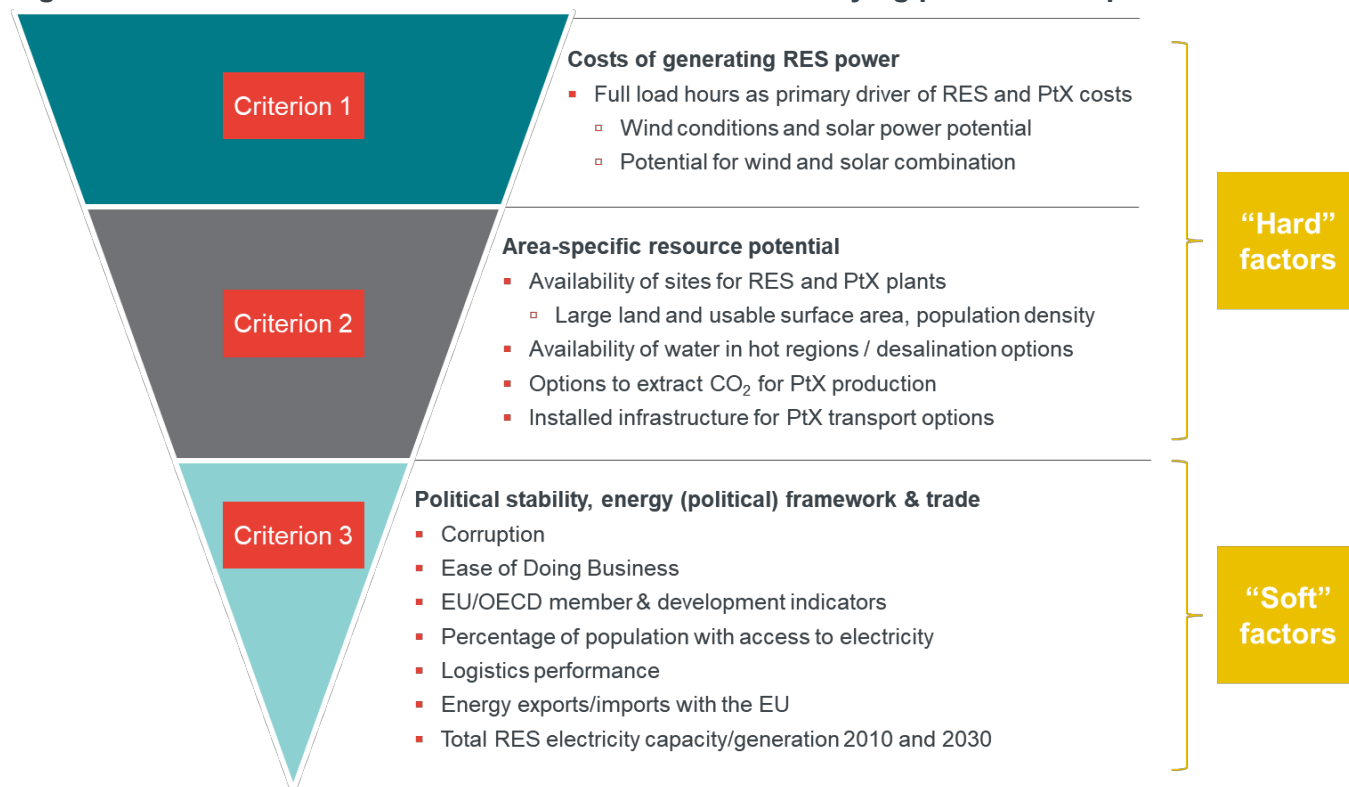 Criterion 1
Costs of generating RES power
▪ Full load hours as primary driver of RES and PtX costs
▫ Wind conditions and solar power potential
▫ Potential for wind and solar combination
Criterion 2
Area-specific resource potential
▪ Availability of sites for RES and PtX plants
▫ Large land and usable surface area, population density
▪ Availability of water in hot regions / desalination options
▪ Options to extract CO₂ for PtX production
▪ Installed infrastructure for PtX transport options
“Hard”
factors
Criterion 3
Political stability, energy (political) framework & trade
▪ Corruption
▪ Ease of Doing Business
▪ EU/OECD member & development indicators
▪ Percentage of population with access to electricity
▪ Logistics performance
▪ Energy exports/imports with the EU
▪ Total RES electricity capacity/generation 2010 and 2030
“Soft”
factors